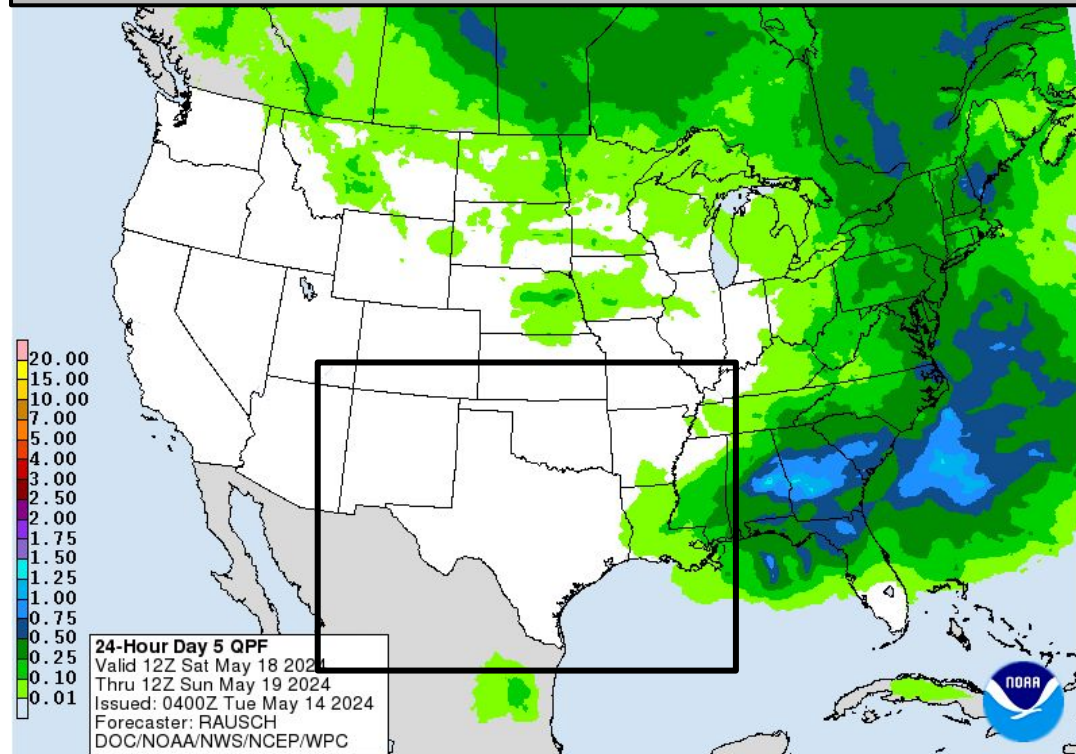 20.00
15.00
10.00
7.00
5.00
4.00
3.00
2.50
2.00
1.75
1.50
1.25
1.00
0.75
0.50
0.25
0.10
0.01
24-Hour Day 5 QPF
Valid 12Z Sat May 18 2024
Thru 12Z Sun May 19 2024
Issued: 0400Z Tue May 14 2024
Forecaster: RAUSCH
DOC/NOAA/NWS/NCEP/WPC
NOAA